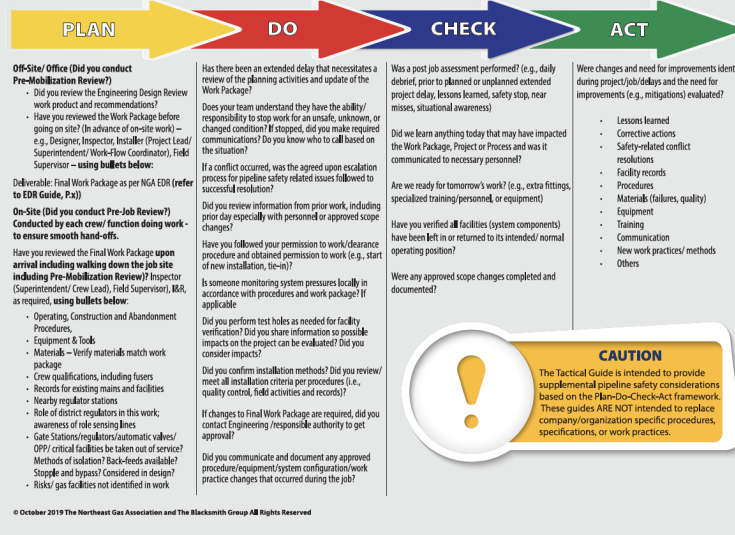 PLAN
DO
CHECK
ACT
Off-Site/ Office (Did you conduct
Pre-Mobilization Review?)
• Did you review the Engineering Design Review
work product and recommendations?
• Have you reviewed the Work Package before
going on site? (In advance of on-site work) –
e.g., Designer, Inspector, Installer (Project Lead/
Superintendent/ Work-Flow Coordinator), Field
Supervisor – using bullets below:
Deliverable: Final Work Package as per NGA EDR (refer
to EDR Guide, P.x))
On-Site (Did you conduct Pre-Job Review?)
Conducted by each crew/ function doing work -
to ensure smooth hand-offs.
Have you reviewed the Final Work Package upon
arrival including walking down the job site
including Pre-Mobilization Review)? Inspector
(Superintendent/ Crew Lead), Field Supervisor), I&R,
as required, using bullets below:
• Operating, Construction and Abandonment
Procedures,
• Equipment & Tools
• Materials – Verify materials match work
package
• Crew qualifications, including fusers
• Records for existing mains and facilities
• Nearby regulator stations
• Role of district regulators in this work;
awareness of role sensing lines
• Gate Stations/regulators/automatic valves/
OPP/ critical facilities be taken out of service?
Methods of isolation? Back-feeds available?
Stopple and bypass? Considered in design?
• Risks/ gas facilities not identified in work
Has there been an extended delay that necessitates a
review of the planning activities and update of the
Work Package?
Does your team understand they have the ability/
responsibility to stop work for an unsafe, unknown, or
changed condition? If stopped, did you make required
communications? Do you know who to call based on
the situation?
If a conflict occurred, was the agreed upon escalation
process for pipeline safety related issues followed to
successful resolution?
Did you review information from prior work, including
prior day especially with personnel or approved scope
changes?
Have you followed your permission to work/clearance
procedure and obtained permission to work (e.g., start
of new installation, tie-in)?
Is someone monitoring system pressures locally in
accordance with procedures and work package? If
applicable
Did you perform test holes as needed for facility
verification? Did you share information so possible
impacts on the project can be evaluated? Did you
consider impacts?
Did you confirm installation methods? Did you review/
meet all installation criteria per procedures (i.e.,
quality control, field activities and records)?
If changes to Final Work Package are required, did you
contact Engineering /responsible authority to get
approval?
Did you communicate and document any approved
procedure/equipment/system configuration/work
practice changes that occurred during the job?
Was a post job assessment performed? (e.g., daily
debrief, prior to planned or unplanned extended
project delay, lessons learned, safety stop, near
misses, situational awareness)
Did we learn anything today that may have impacted
the Work Package, Project or Process and was it
communicated to necessary personnel?
Are we ready for tomorrow's work? (e.g., extra fittings,
specialized training/personnel, or equipment)
Have you verified all facilities (system components)
have been left in or returned to its intended/ normal
operating position?
Were any approved scope changes completed and
documented?
Were changes and need for improvements ident
during project/job/delays and the need for
improvements (e.g., mitigations) evaluated?
• Lessons learned
• Corrective actions
• Safety-related conflict
resolutions
• Facility records
• Procedures
• Materials (failures, quality)
• Equipment
• Training
• Communication
• New work practices/ methods
• Others
CAUTION
The Tactical Guide is intended to provide
supplemental pipeline safety considerations
based on the Plan-Do-Check-Act framework.
These guides ARE NOT intended to replace
company/organization specific procedures,
specifications, or work practices.
© October 2019 The Northeast Gas Association and The Blacksmith Group All Rights Reserved